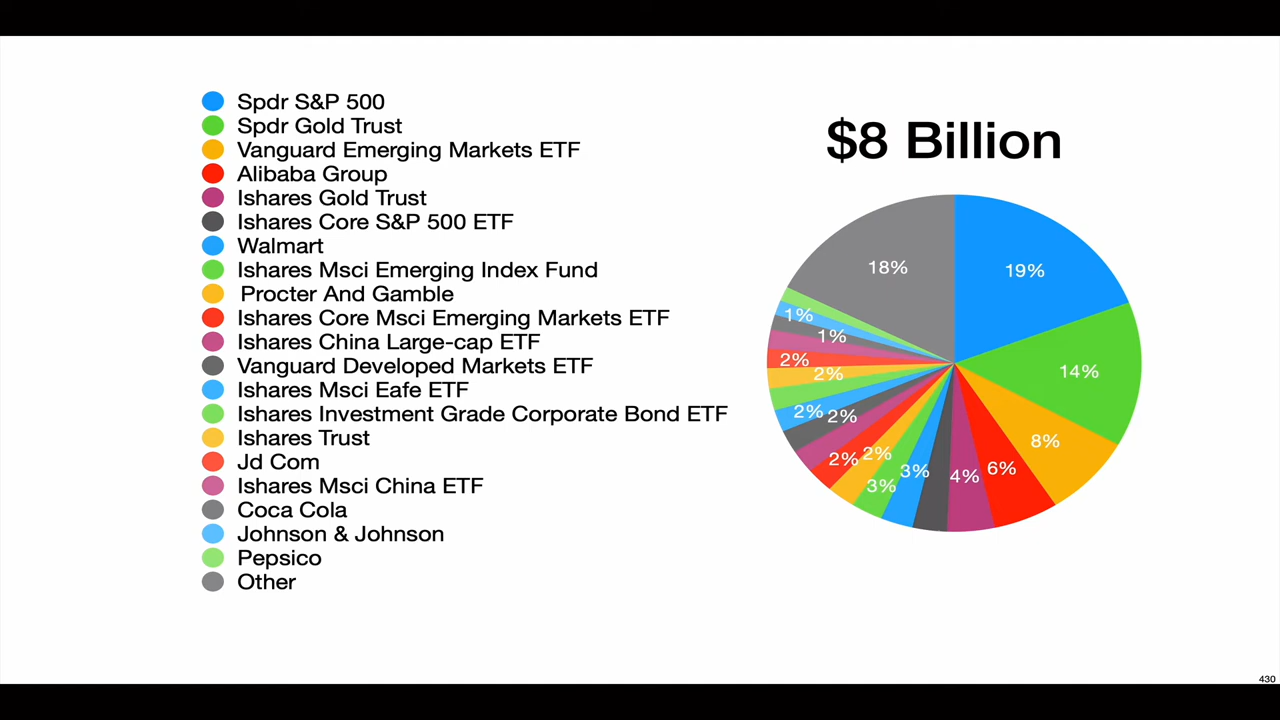 Spdr S&P 500
Spdr Gold Trust
Vanguard Emerging Markets ETF
Alibaba Group
Ishares Gold Trust
Ishares Core S&P 500 ETF
Walmart
Ishares Msci Emerging Index Fund
Procter And Gamble
Ishares Core Msci Emerging Markets ETF
Ishares China Large-cap ETF
Vanguard Developed Markets ETF
Ishares Msci Eafe ETF
Ishares Investment Grade Corporate Bond ETF
Ishares Trust
Jd Com
Ishares Msci China ETF
Coca Cola
Johnson & Johnson
Pepsico
Other
$8 Billion
18%
19%
1%
1%
2%
2%
14%
2%
2%
8%
2%
2%
3%
3%
4%
6%
430